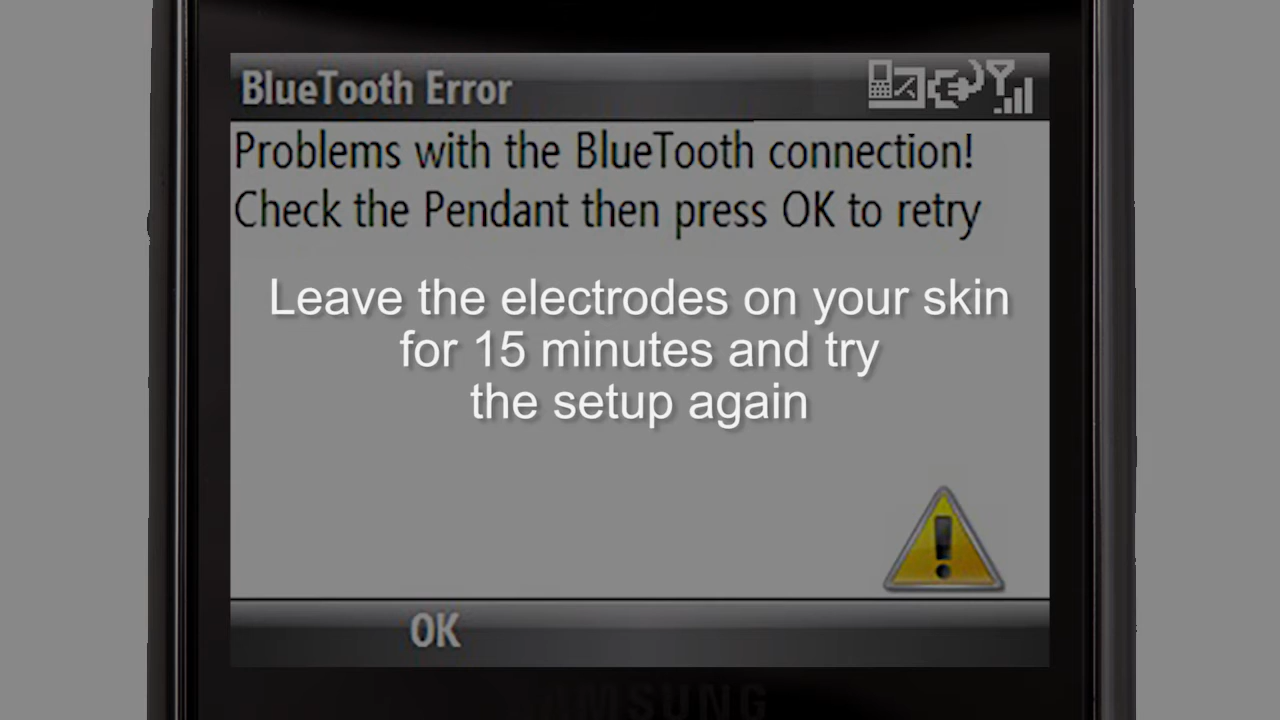 BlueTooth Error
Problems with the BlueTooth connection!
Check the Pendant then press OK to retry
Leave the electrodes on your skin
for 15 minutes and try
the setup again
OK
SAMSUNG